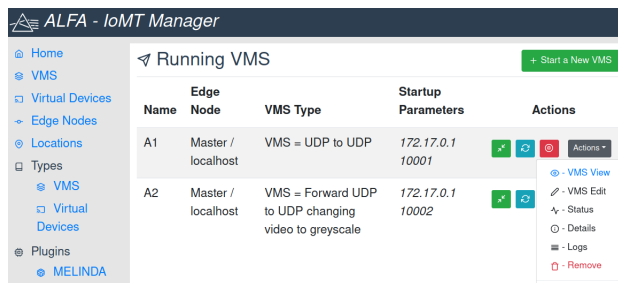 ALFA - IoMT Manager
Home
VMS
Virtual Devices
Edge Nodes
Locations
Types
VMS
Virtual
Devices
Plugins
MELINDA
Running VMS
+ Start a New VMS
Name
Edge
Node
VMS Type
Startup
Parameters
Actions
A1
Master /
localhost
VMS = UDP to UDP
172.17.0.1
10001
Actions
A2
Master /
localhost
VMS = Forward UDP
to UDP changing
video to greyscale
172.17.0.1
10002
- VMS View
- VMS Edit
- Status
- Details
- Logs
- Remove